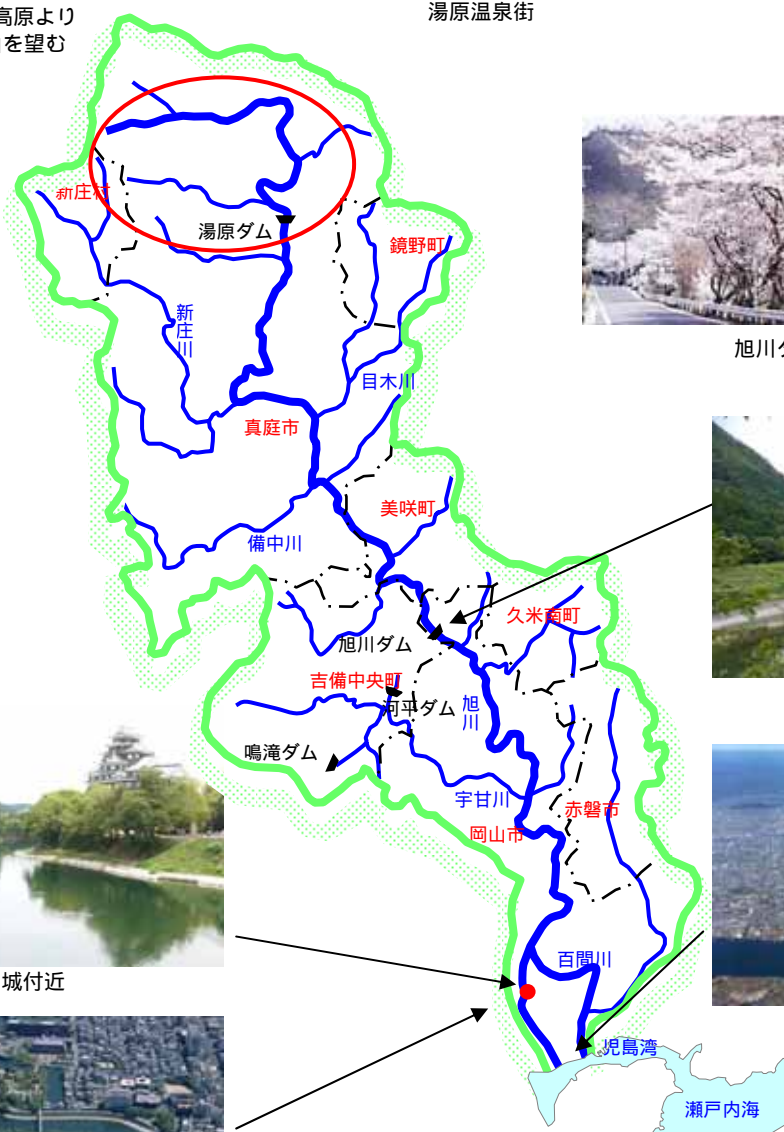 高原より
を望む
湯原温泉街
新庄村
湯原ダム
鏡野町
新庄川
旭川
目木川
真庭市
美咲町
備中川
久米南町
旭川ダム
吉備中央町
河平ダム
旭川
鳴滝ダム
宇甘川
赤磐市
岡山市
城付近
百間川
児島湾
瀬戸内海